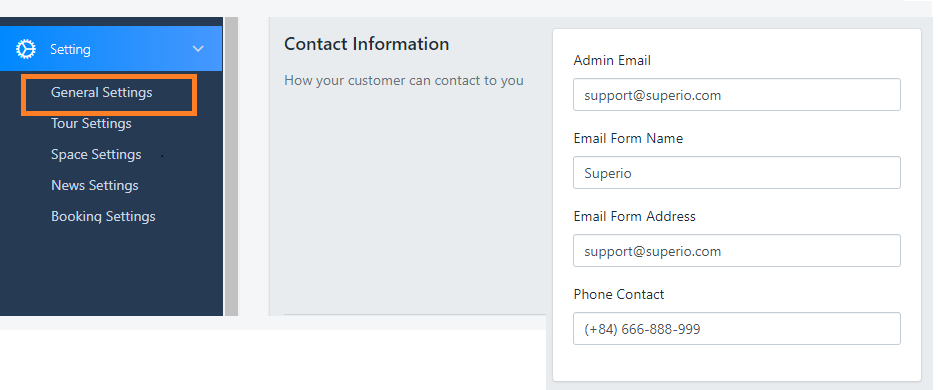 Setting
General Settings
Tour Settings
Space Settings
News Settings
Booking Settings
Contact Information
How your customer can contact to you
Admin Email
support@superio.com
Email Form Name
Superio
Email Form Address
support@superio.com
Phone Contact
(+84) 666-888-999